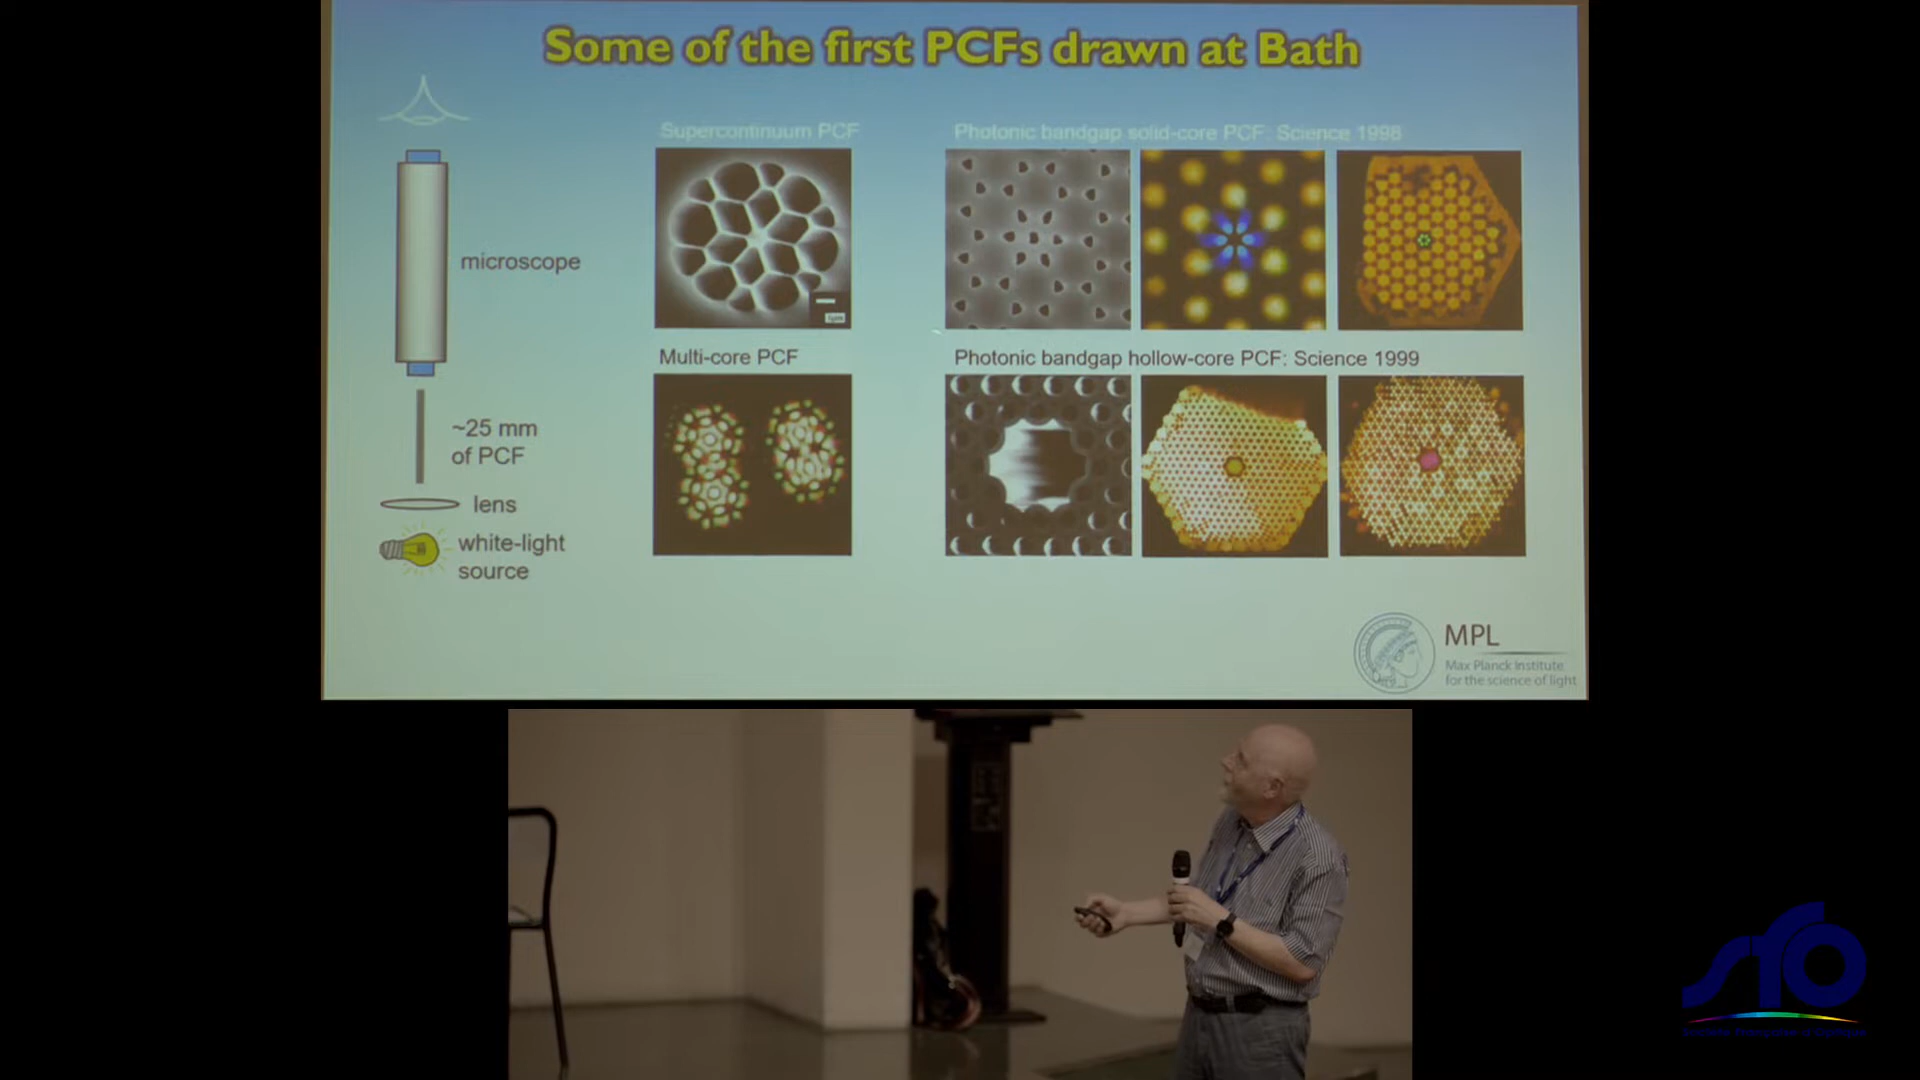 Some of the first PCFs drawn at Bath
Supercontinuum PCF
Photonic bandgap solid-core PCF: Science 1998
microscope
Multi-core PCF
Photonic bandgap hollow-core PCF: Science 1999
~25 mm
of PCF
lens
white-light
source
MPL
Max Planck Institute
for the science of light
sfo